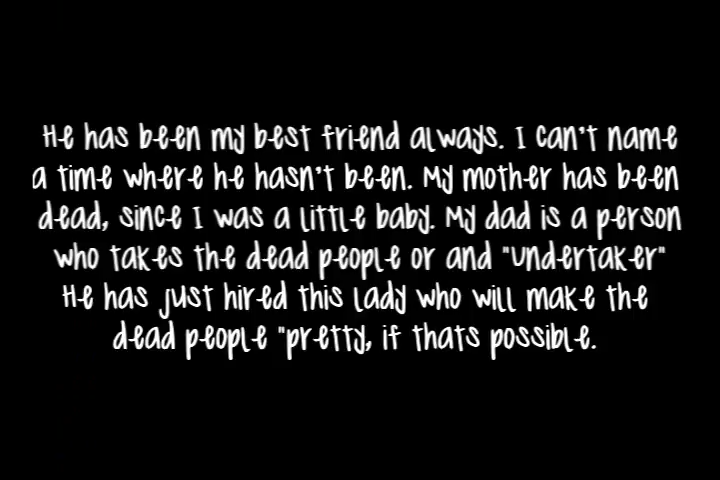 He has been my best friend always. I can't name
a time where he hasn't been. My mother has been
dead, since I was a little baby. My dad is a person
who takes the dead people or and "undertaker"
He has just hired this lady who will make the
dead people "pretty, if thats possible.